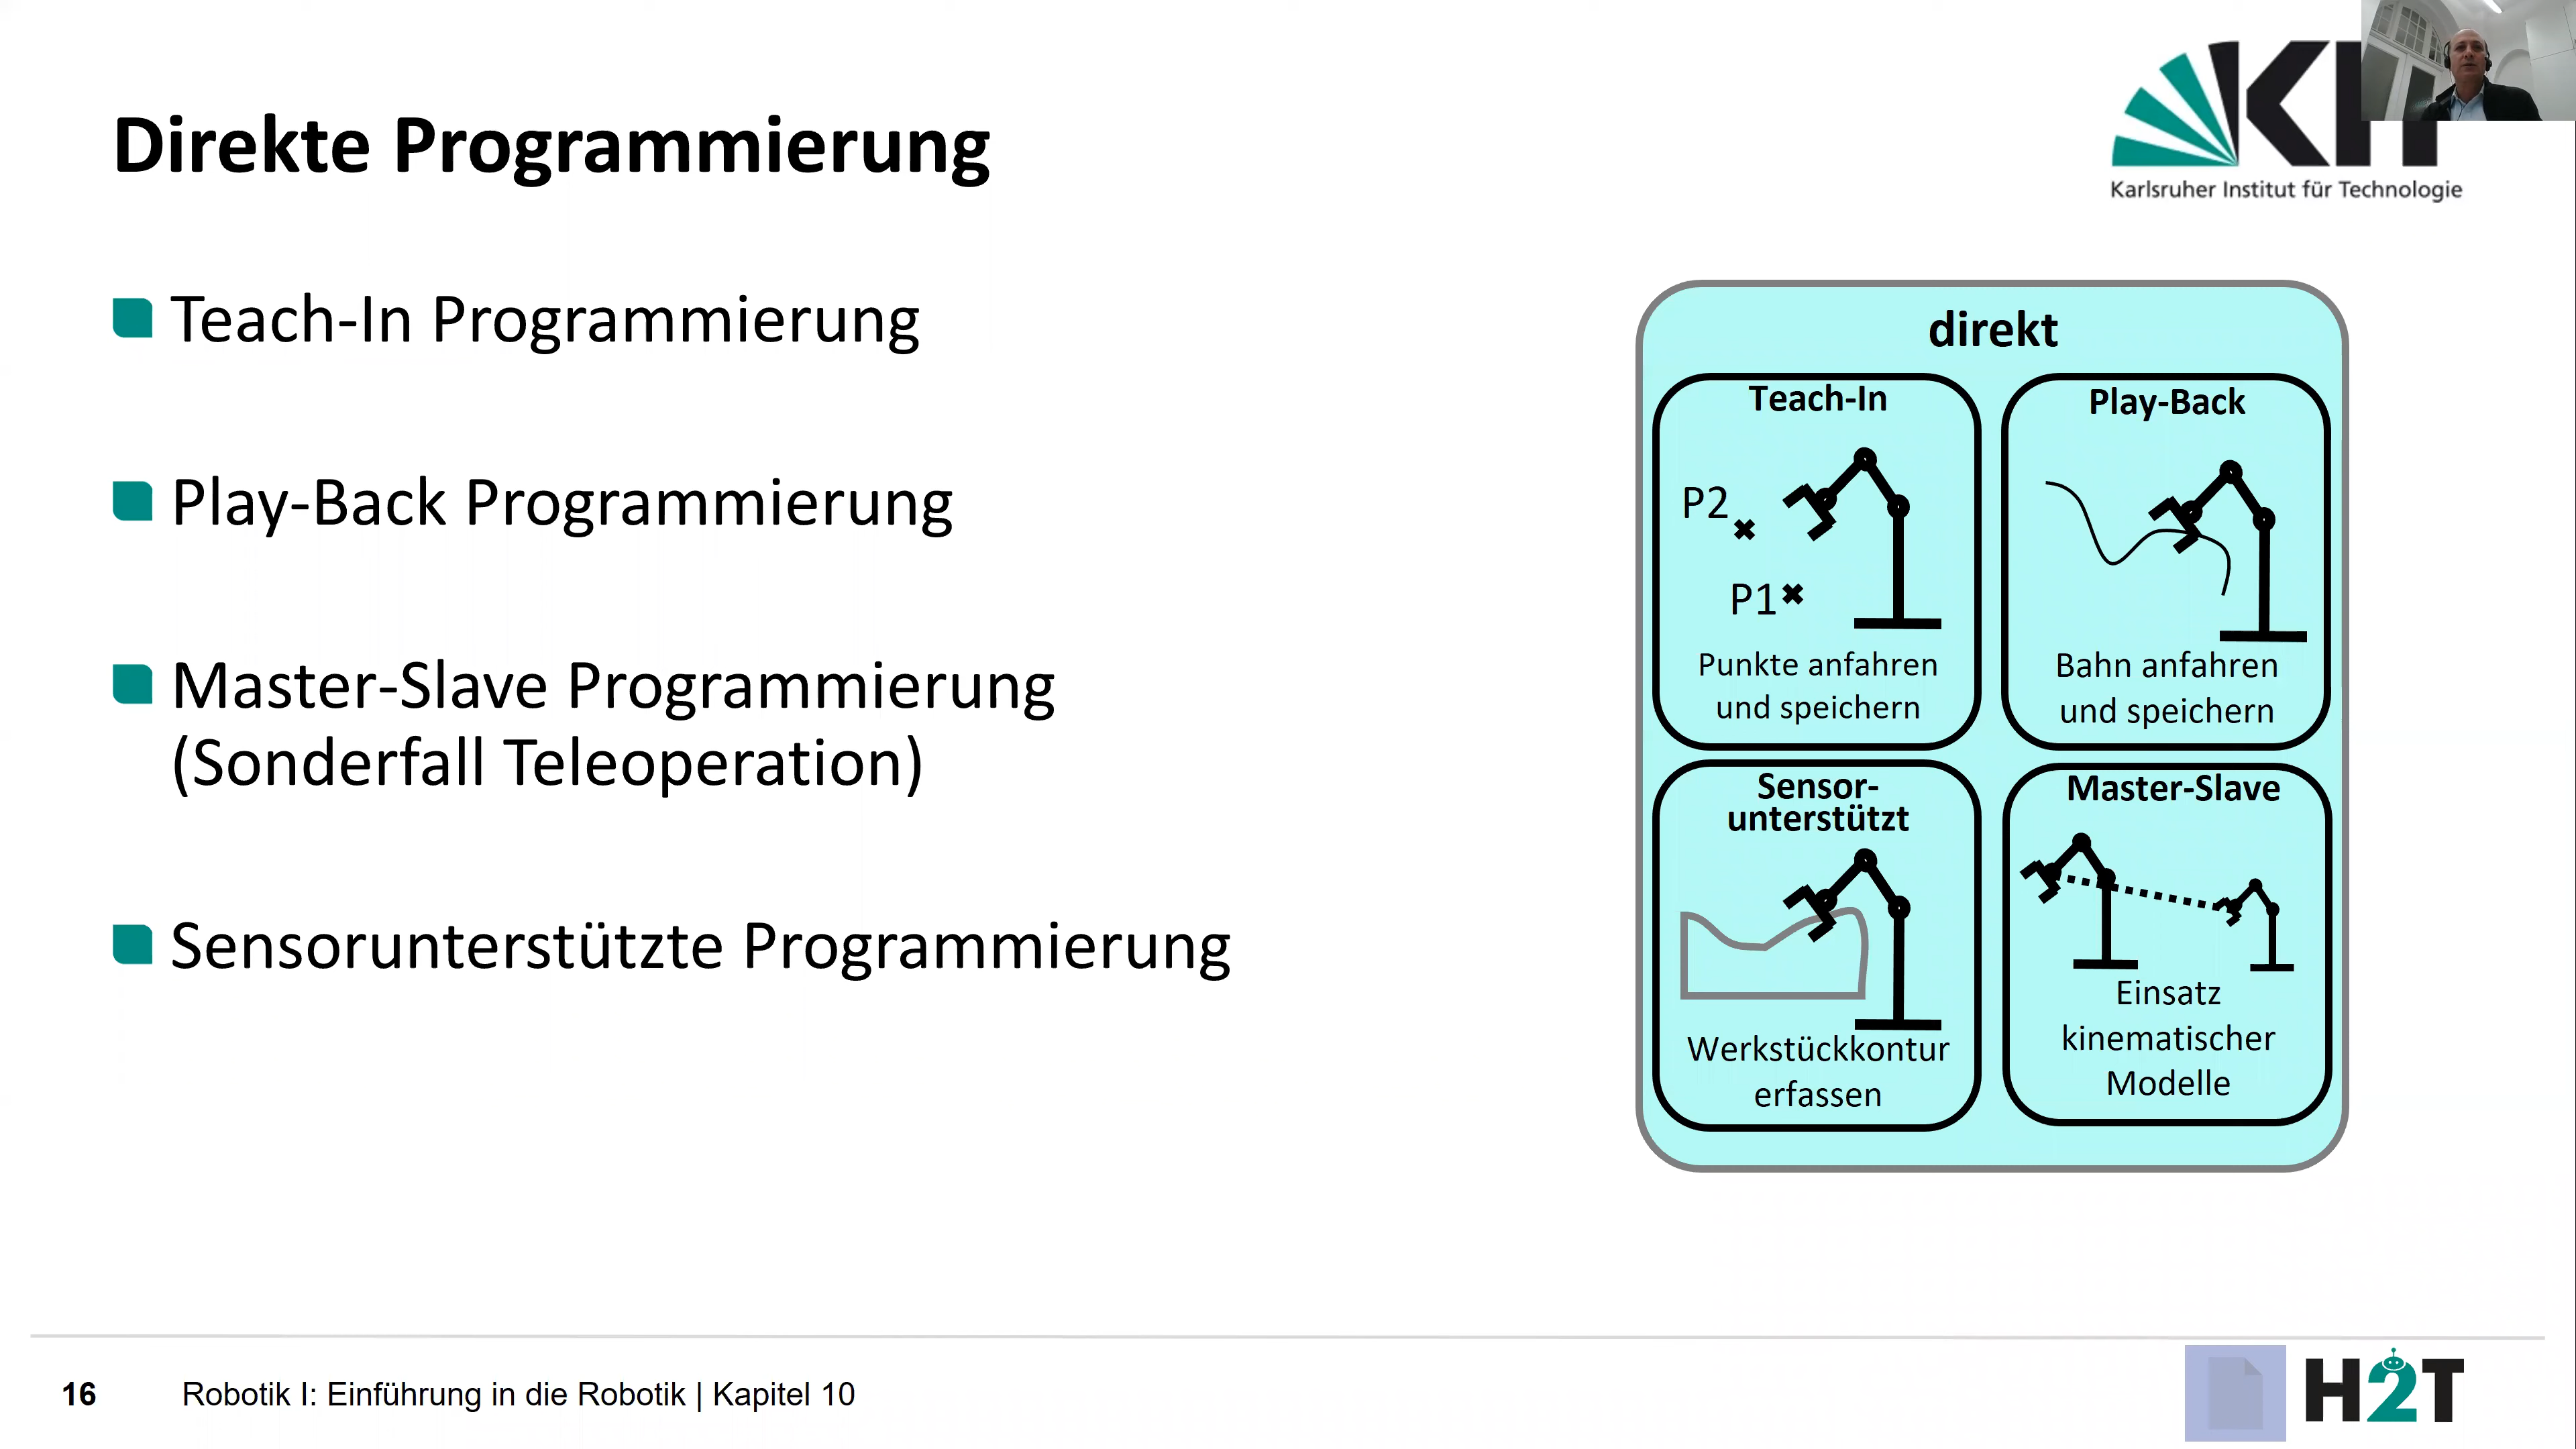 Direkte Programmierung
KIT
Karlsruher Institut für Technologie
Teach-In Programmierung
Play-Back Programmierung
Master-Slave Programmierung
(Sonderfall Teleoperation)
Sensorunterstützte Programmierung
direkt
Teach-In
P2
P1
Punkte anfahren
und speichern
Play-Back
Bahn anfahren
und speichern
Sensor-
unterstützt
Werkstückkontur
erfassen
Master-Slave
Einsatz
kinematischer
Modelle
16
Robotik I: Einführung in die Robotik | Kapitel 10
H2T